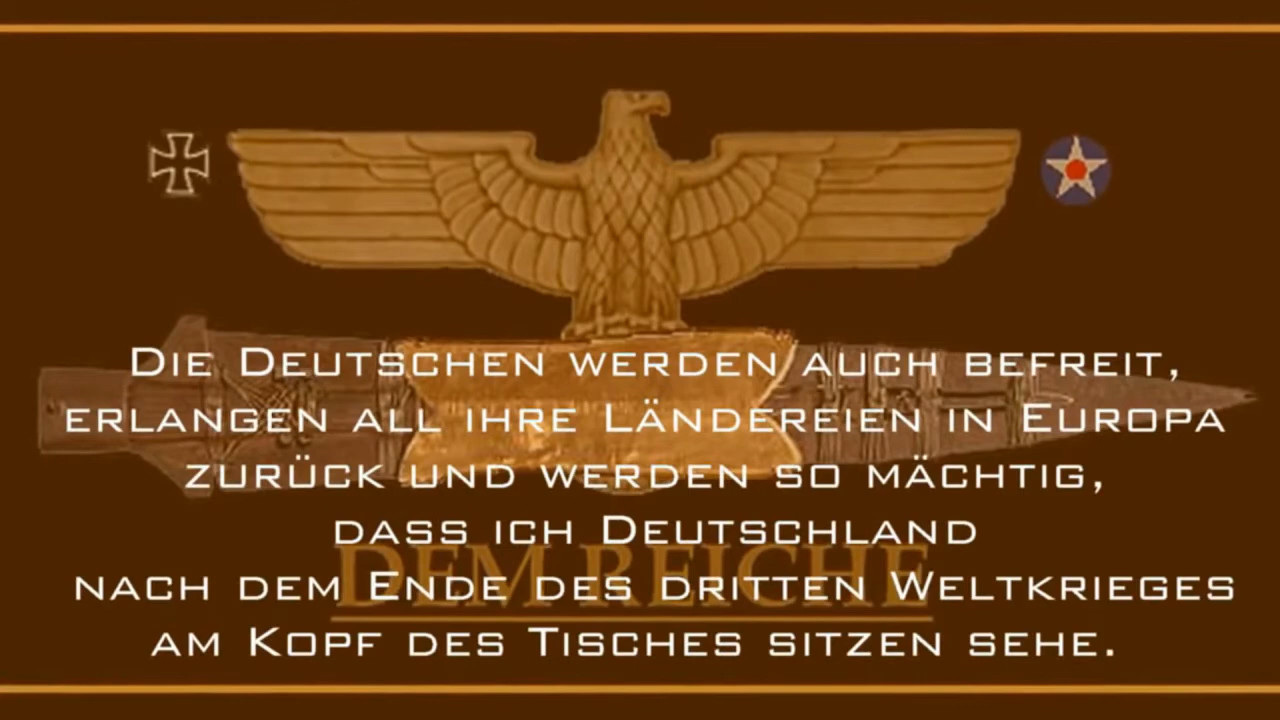 Die Deutschen werden auch befreit,
erlangen all ihre Ländereien in Europa
zurück und werden so mächtig,
dass ich Deutschland
DEM REICHE
nach dem Ende des dritten Weltkrieges
am Kopf des Tisches sitzen sehe.